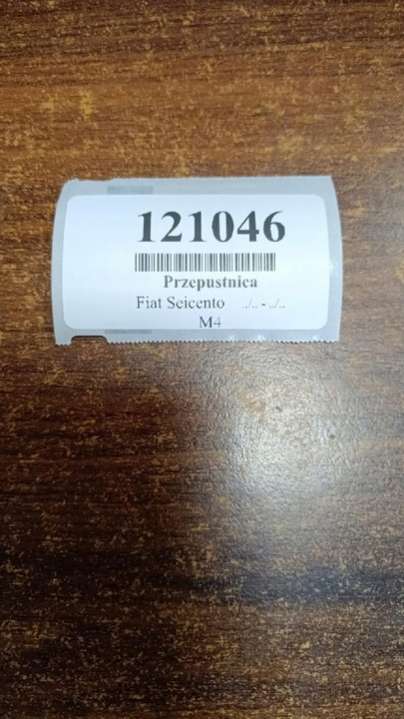 121046
Przepustnica
Fiat Seicento ../.. - ../..
M4